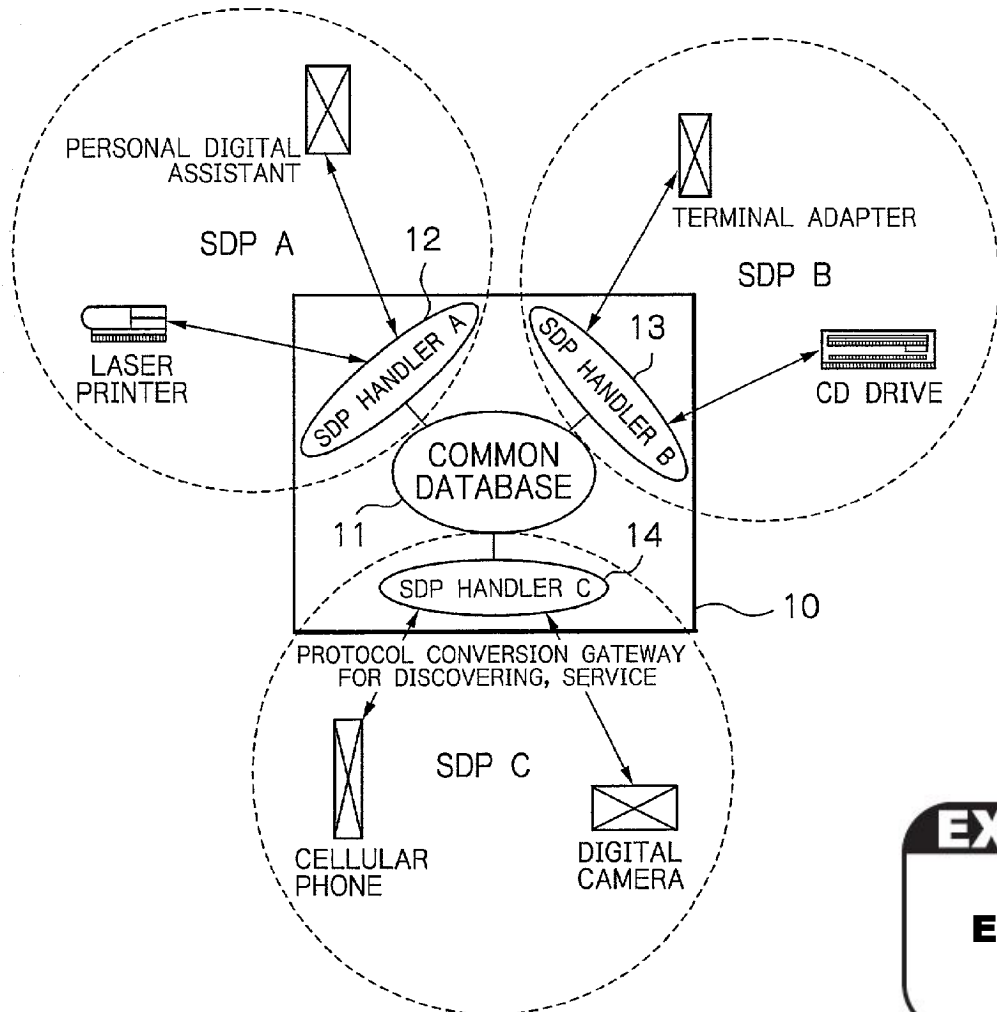 PERSONAL DIGITAL
ASSISTANT
SDP A
12
LASER
PRINTER
SDP HANDLER A
TERMINAL ADAPTER
SDP B
13
SDP HANDLER B
CD DRIVE
COMMON
DATABASE
11
14
SDP HANDLER C
10
PROTOCOL CONVERSION GATEWAY
FOR DISCOVERING, SERVICE
SDP C
CELLULAR
PHONE
DIGITAL
CAMERA